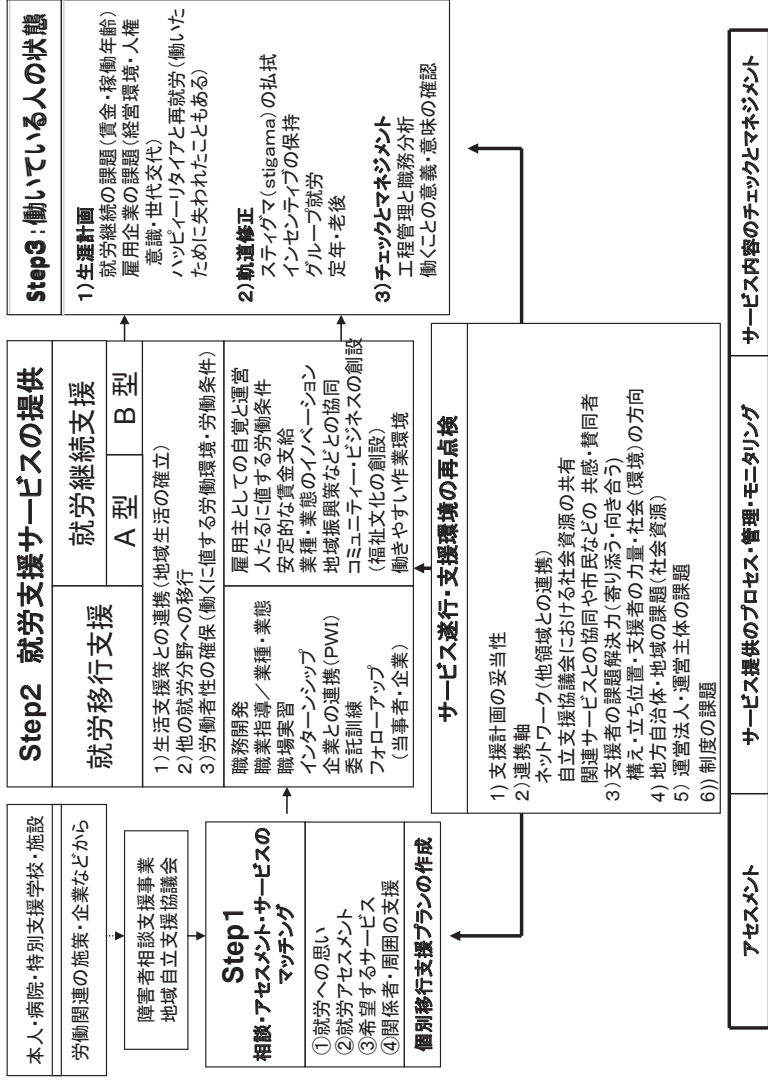 本人・病院・特別支援学校・施設
労働関連の施策・企業などから
障害者相談支援事業
地域自立支援協議会
Step1
相談・アセスメント・サービスの
マッチング
①就労への思い
②就労アセスメント
③希望するサービス
④関係者・周囲の支援
個別移行支援プランの作成
Step2 就労支援サービスの提供
就労移行支援
就労継続支援
A 型
B 型
1)生活支援策との連携(地域生活の確立)
2)他の就労分野への移行
3)労働者性の確保(働くに値する労働環境・労働条件)
職務開発
職業指導/業種・業態
職場実習
インターンシップ
企業との連携(PWI)
委託訓練
フォローアップ
(当事者・企業)
雇用主としての自覚と運営
人たるに値する労働条件
安定的な賃金支給
業種・業態のイノベーション
地域振興策などとの協同
コミュニティー・ビジネスの創設
(福祉文化の創設)
働きやすい作業環境
Step3:働いている人の状態
1)生涯計画
就労継続の課題(賃金・稼働年齢)
雇用企業の課題(経営環境・人権
意識・世代交代)
ハッピィーリタイアと再就労(働いた
ために失われたこともある)
2)軌道修正
スティグマ(stigama)の払拭
インセンティブの保持
グループ就労
定年・老後
3)チェックとマネジメント
工程管理と職務分析
働くことの意義・意味の確認
サービス遂行・支援環境の再点検
1) 支援計画の妥当性
2)連携軸
ネットワーク(他領域との連携)
自立支援協議会における社会資源の共有
関連サービスとの協同や市民などの 共感・賛同者
3)支援者の課題解決力(寄り添う・向き合う)
構え・立ち位置・支援者の力量・社会(環境)の方向
4) 地方自治体・地域の課題(社会資源)
5) 運営法人・運営主体の課題
6)) 制度の課題
アセスメント
サービス提供のプロセス・管理・モニタリング
サービス内容のチェックとマネジメント